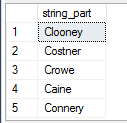 string_part
1 Clooney
2 Costner
3 Crowe
4 Caine
5 Connery